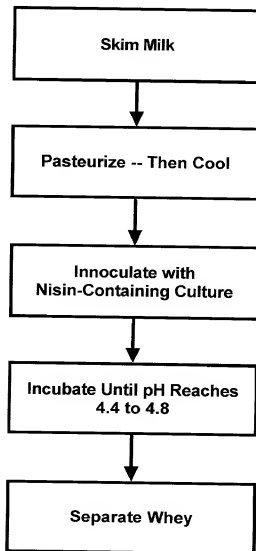 Skim Milk
Pasteurize -- Then Cool
Innoculate with
Nisin-Containing Culture
Incubate Until pH Reaches
4.4 to 4.8
Separate Whey